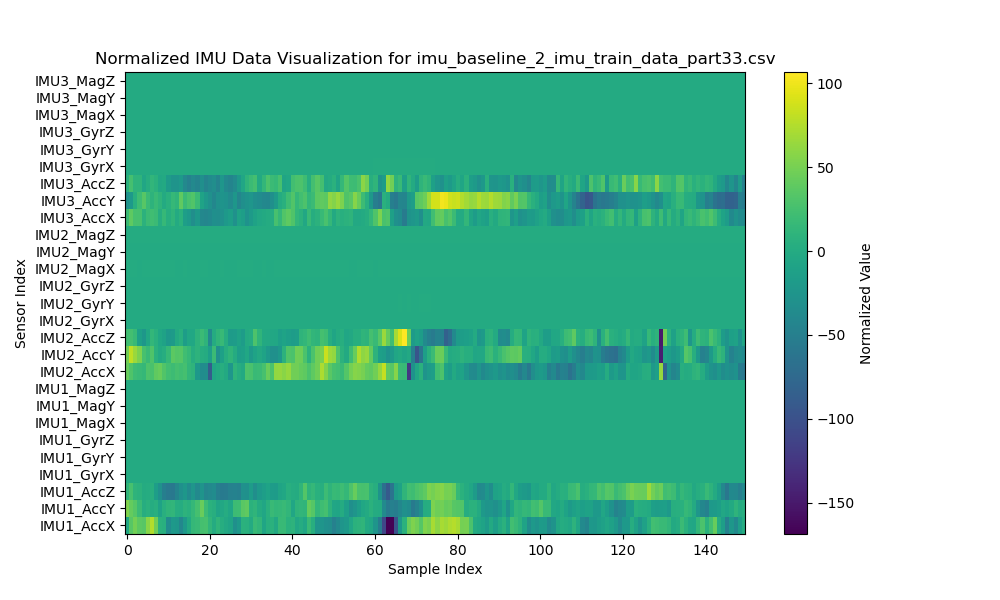 Normalized IMU Data Visualization for imu_baseline_2_imu_train_data_part33.csv
IMU3_MagZ
IMU3_MagY
IMU3_MagX
IMU3_GyrZ
IMU3_GyrY
IMU3_GyrX
IMU3_AccZ
IMU3_AccY
IMU3_AccX
IMU2_MagZ
IMU2_MagY
IMU2_MagX
IMU2_GyrZ
IMU2_GyrY
IMU2_GyrX
IMU2_AccZ
IMU2_AccY
IMU2_AccX
IMU1_MagZ
IMU1_MagY
IMU1_MagX
IMU1_GyrZ
IMU1_GyrY
IMU1_GyrX
IMU1_AccZ
IMU1_AccY
IMU1_AccX
Sensor Index
0 20 40 60 80 100 120 140
Sample Index
100
50
0
−50
−100
−150
Normalized Value